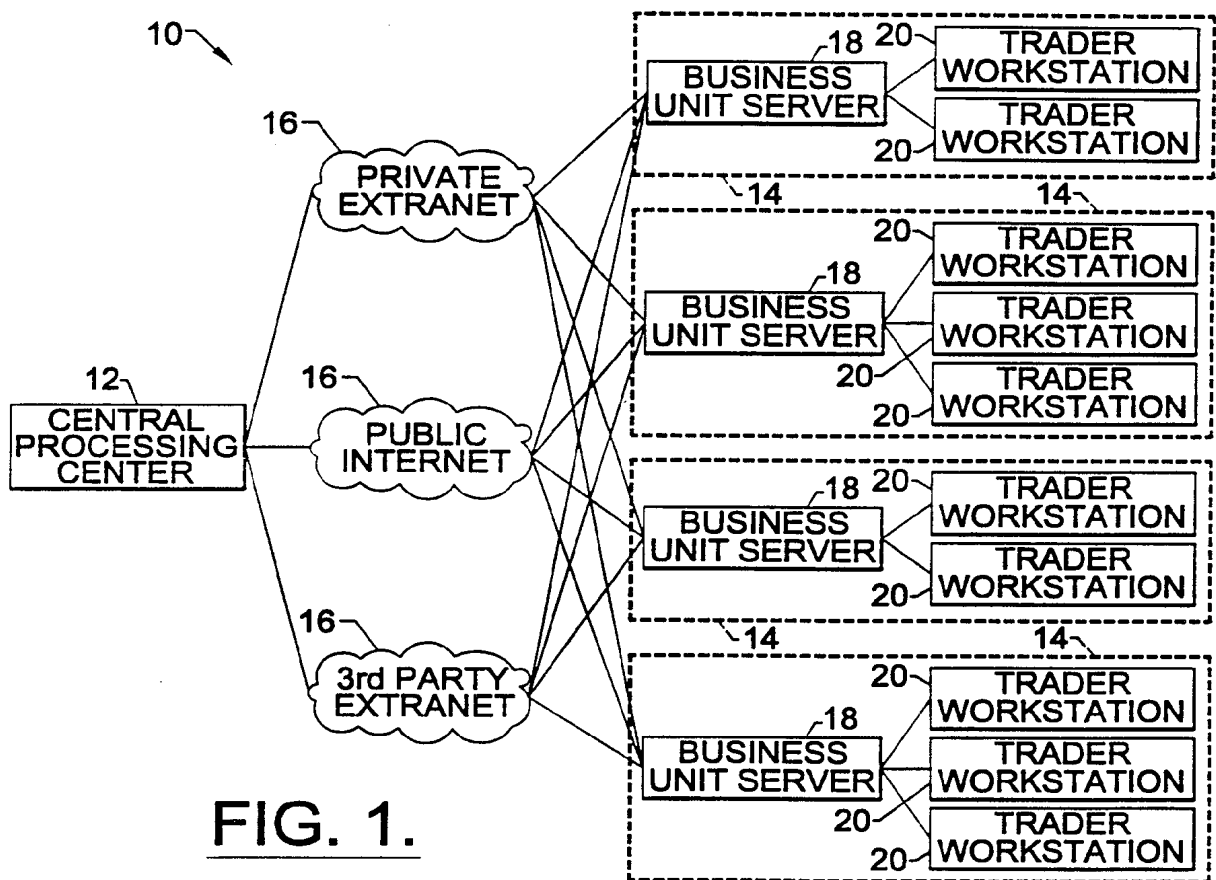 10
16
PRIVATE
EXTRANET
16
PUBLIC
INTERNET
12
CENTRAL
PROCESSING
CENTER
16
3rd PARTY
EXTRANET
18
BUSINESS
UNIT SERVER
20
TRADER
WORKSTATION
TRADER
WORKSTATION
20
14
14
18
BUSINESS
UNIT SERVER
20
TRADER
WORKSTATION
TRADER
WORKSTATION
20
TRADER
WORKSTATION
20
18
BUSINESS
UNIT SERVER
20
TRADER
WORKSTATION
TRADER
WORKSTATION
20
14
14
18
BUSINESS
UNIT SERVER
20
TRADER
WORKSTATION
TRADER
WORKSTATION
20
TRADER
WORKSTATION
20
FIG. 1.